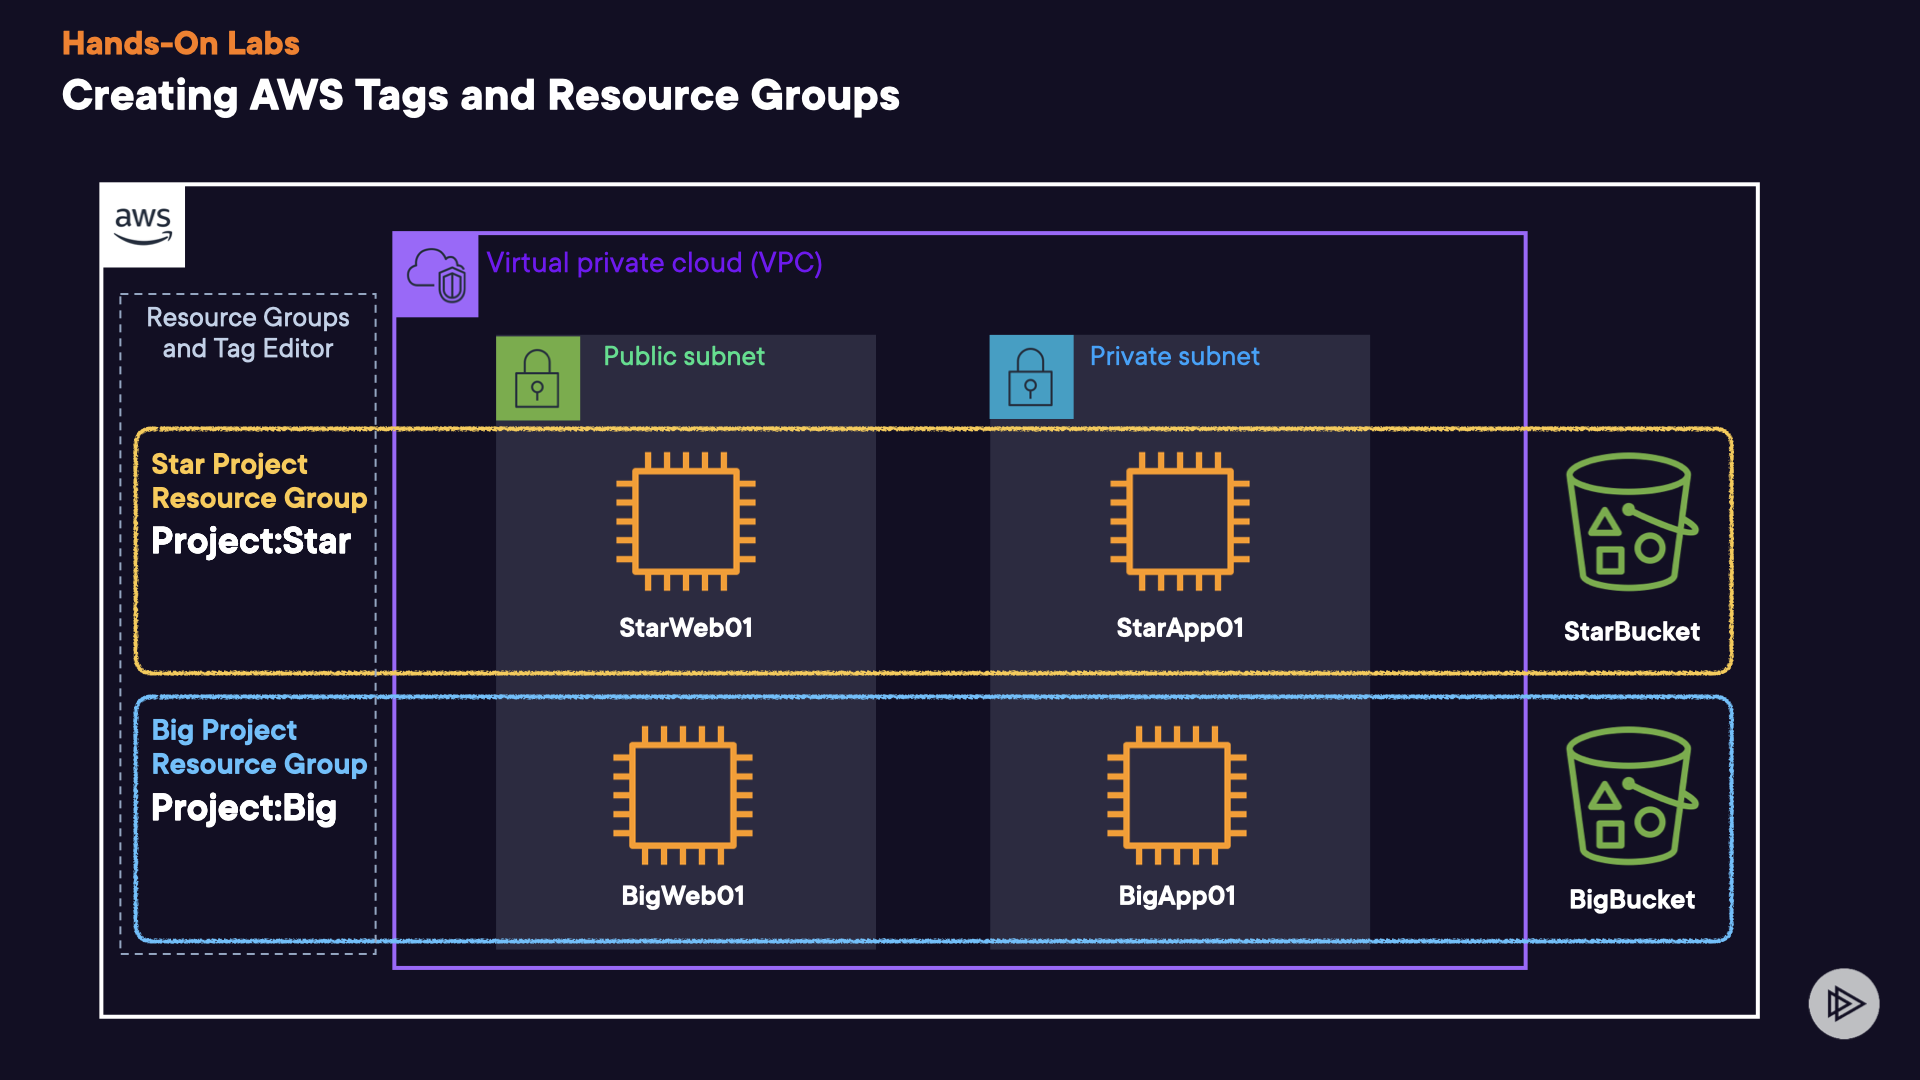 Hands-On Labs
Creating AWS Tags and Resource Groups
aws
Virtual private cloud (VPC)
Resource Groups
and Tag Editor
Public subnet
Private subnet
Star Project
Resource Group
Project:Star
StarWeb01
StarApp01
StarBucket
Big Project
Resource Group
Project:Big
BigWeb01
BigApp01
BigBucket